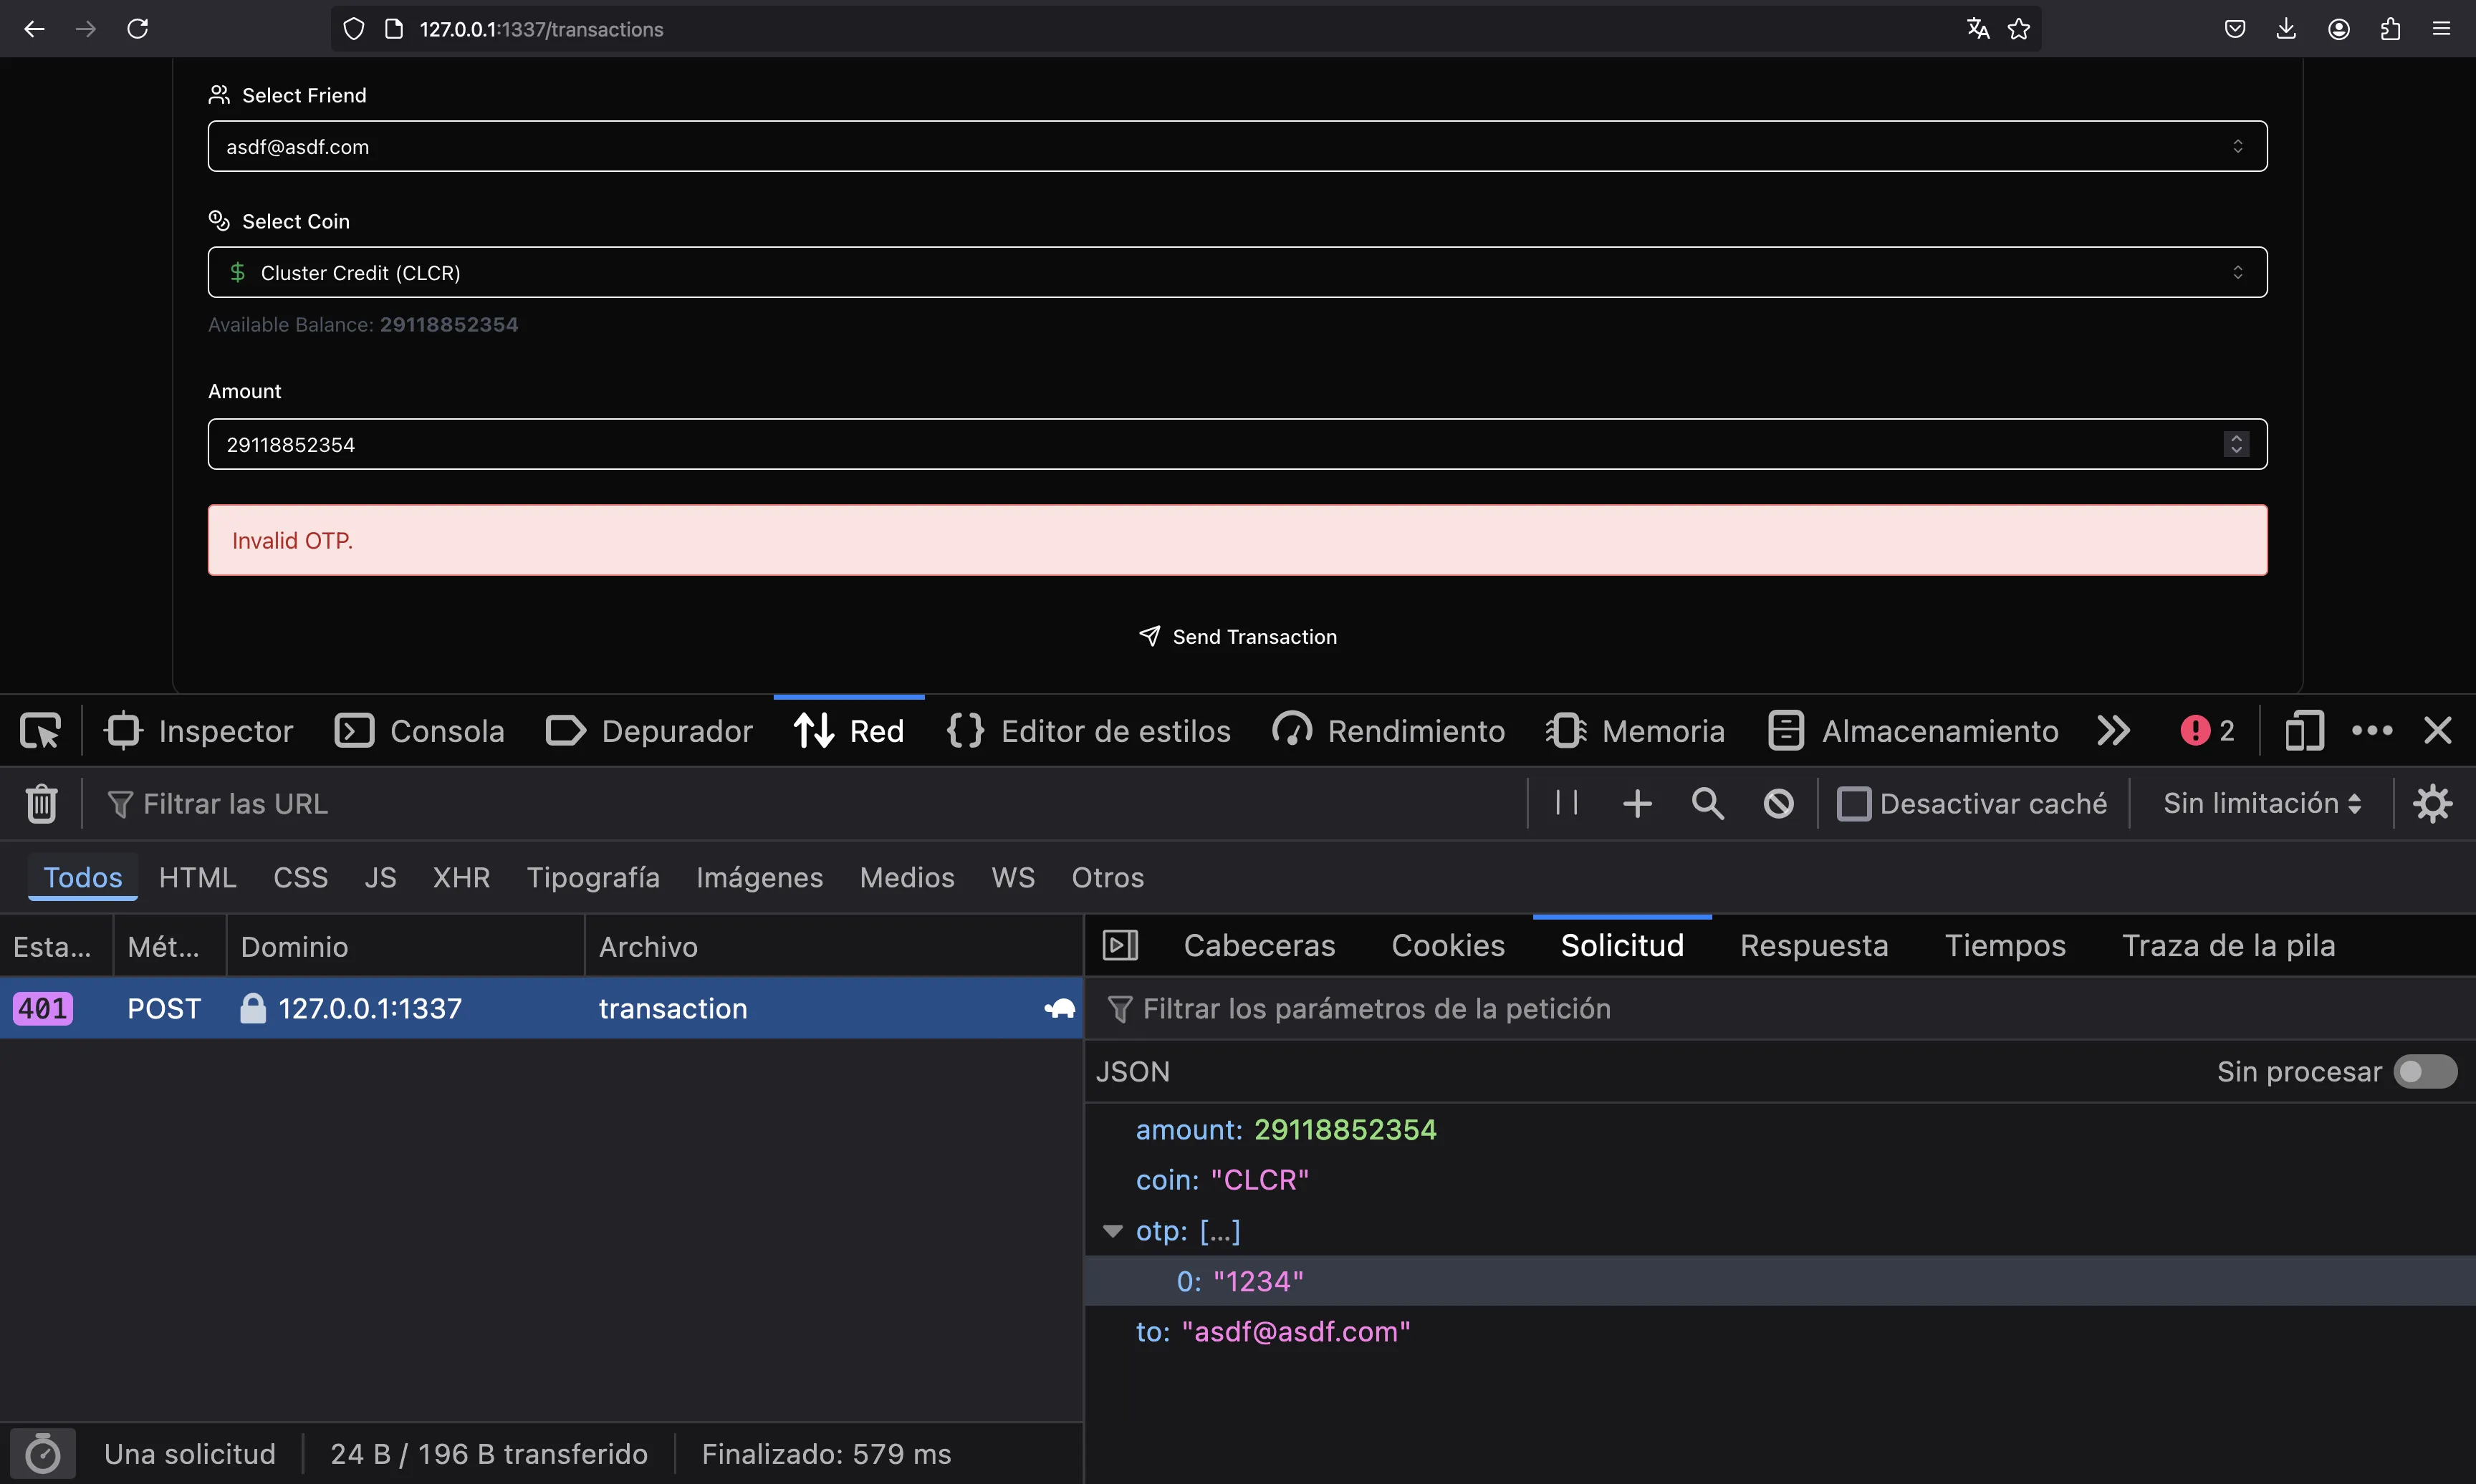 127.0.0.1:1337/transactions
Select Friend
asdf@asdf.com
Select Coin
$ Cluster Credit (CLCR)
Available Balance: 29118852354
Amount
29118852354
Invalid OTP.
Send Transaction
Inspector Consola Depurador Red Editor de estilos Rendimiento Memoria Almacenamiento 2
Filtrar las URL Desactivar caché Sin limitación
Todos HTML CSS JS XHR Tipografía Imágenes Medios WS Otros
Esta... Mét... Dominio Archivo
Cabeceras Cookies Solicitud Respuesta Tiempos Traza de la pila
401 POST 127.0.0.1:1337 transaction
Filtrar los parámetros de la petición
JSON Sin procesar
amount: 29118852354
coin: "CLCR"
otp: [...]
0: "1234"
to: "asdf@asdf.com"
Una solicitud 24 B / 196 B transferido Finalizado: 579 ms